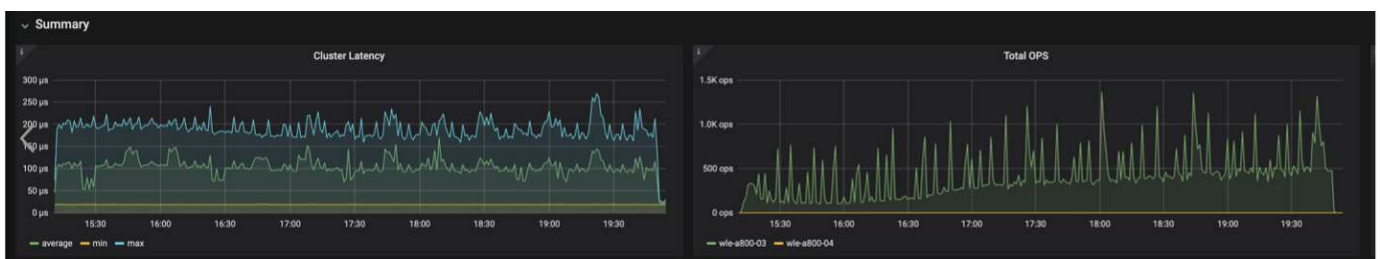 Summary
i
Cluster Latency
300 µs
250 µs
200 µs
150 µs
100 µs
50 µs
0 µs
15:30 16:00 16:30 17:00 17:30 18:00 18:30 19:00 19:30
average min max
i
Total OPS
1.5K ops
1.0K ops
500 ops
0 ops
15:30 16:00 16:30 17:00 17:30 18:00 18:30 19:00 19:30
wle-a800-03 wle-a800-04